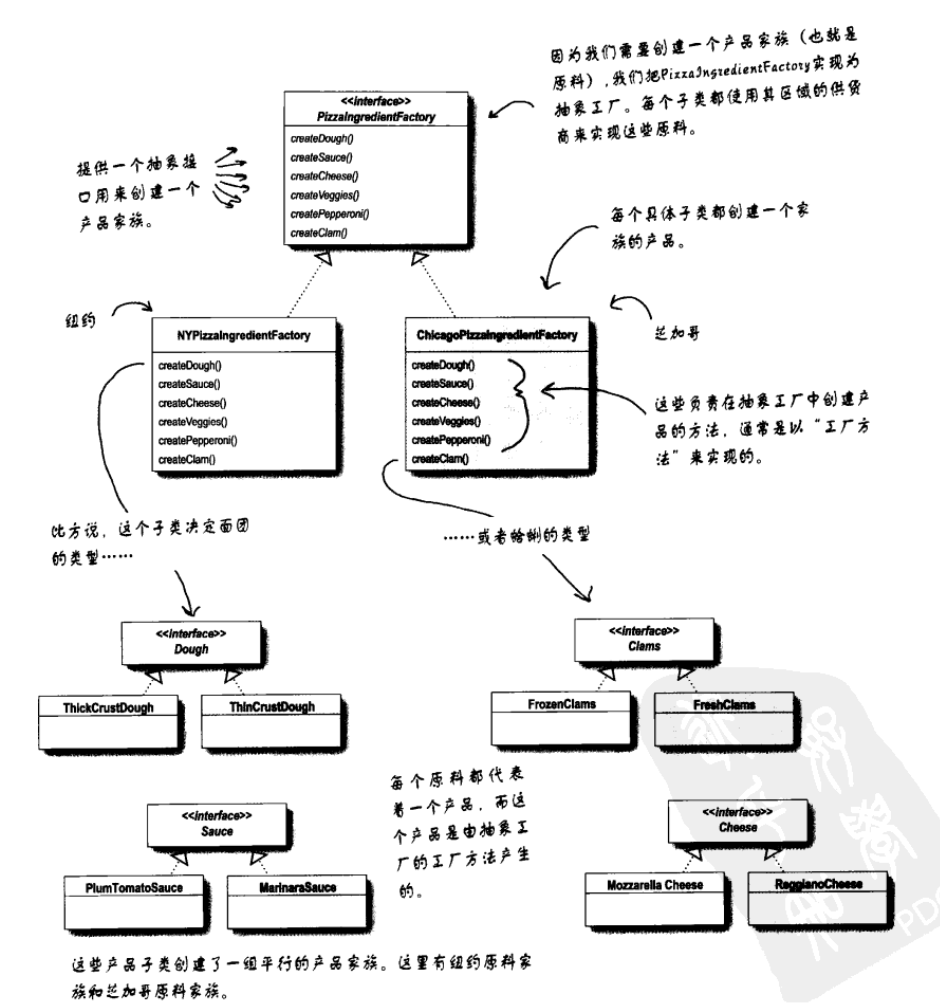 因为我们需要创建一个产品家族（也就是
原料），我们把PizzaIngredientFactory实现为
抽象工厂。每个子类都使用其区域的供货
商来实现这些原料。
<<interface>>
PizzaIngredientFactory
createDough()
createSauce()
createCheese()
createVeggies()
createPepperoni()
createClam()
提供一个抽象接
口用来创建一个
产品家族。
每个具体子类都创建一个家
族的产品。
纽约
芝加哥
NYPizzaIngredientFactory
createDough()
createSauce()
createCheese()
createVeggies()
createPepperoni()
createClam()
ChicagoPizzaIngredientFactory
createDough()
createSauce()
createCheese()
createVeggies()
createPepperoni()
createClam()
这些负责在抽象工厂中创建产
品的方法，通常是以“工厂方
法”来实现的。
比方说，这个子类决定面团
的类型……
……或者蛤蜊的类型
<<interface>>
Dough
ThickCrustDough
ThinCrustDough
<<interface>>
Clams
FrozenClams
FreshClams
每个原料都代表
着一个产品，而这
个产品是由抽象工
厂的工厂方法产生
的。
<<interface>>
Sauce
PlumTomatoSauce
MarinaraSauce
<<interface>>
Cheese
Mozzarella Cheese
ReggianoCheese
这些产品子类创建了一组平行的产品家族。这里有纽约原料家
族和芝加哥原料家族。
PD